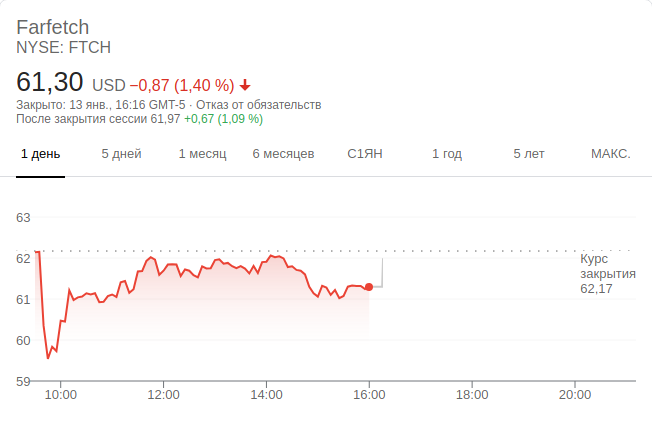 Farfetch
NYSE: FTCH
61,30 USD −0,87 (1,40 %)
Закрыто: 13 янв., 16:16 GMT-5 · Отказ от обязательств
После закрытия сессии 61,97 +0,67 (1,09 %)
1 день 5 дней 1 месяц 6 месяцев С1ЯН 1 год 5 лет МАКС.
63
62
61
60
59
Курс
закрытия
62,17
10:00 12:00 14:00 16:00 18:00 20:00